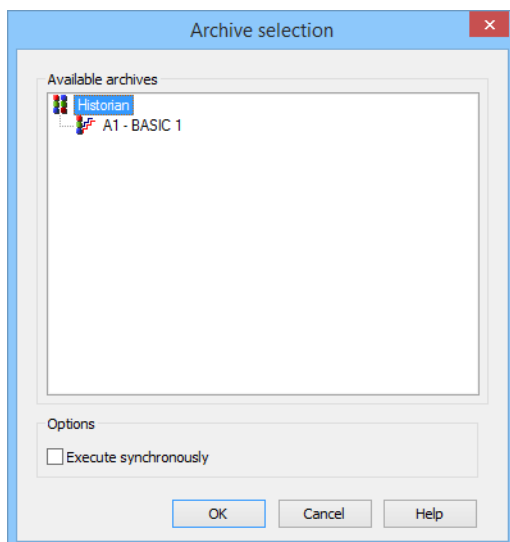 Archive selection
Available archives
Historian
A1 - BASIC 1
Options
Execute synchronously
OK Cancel Help